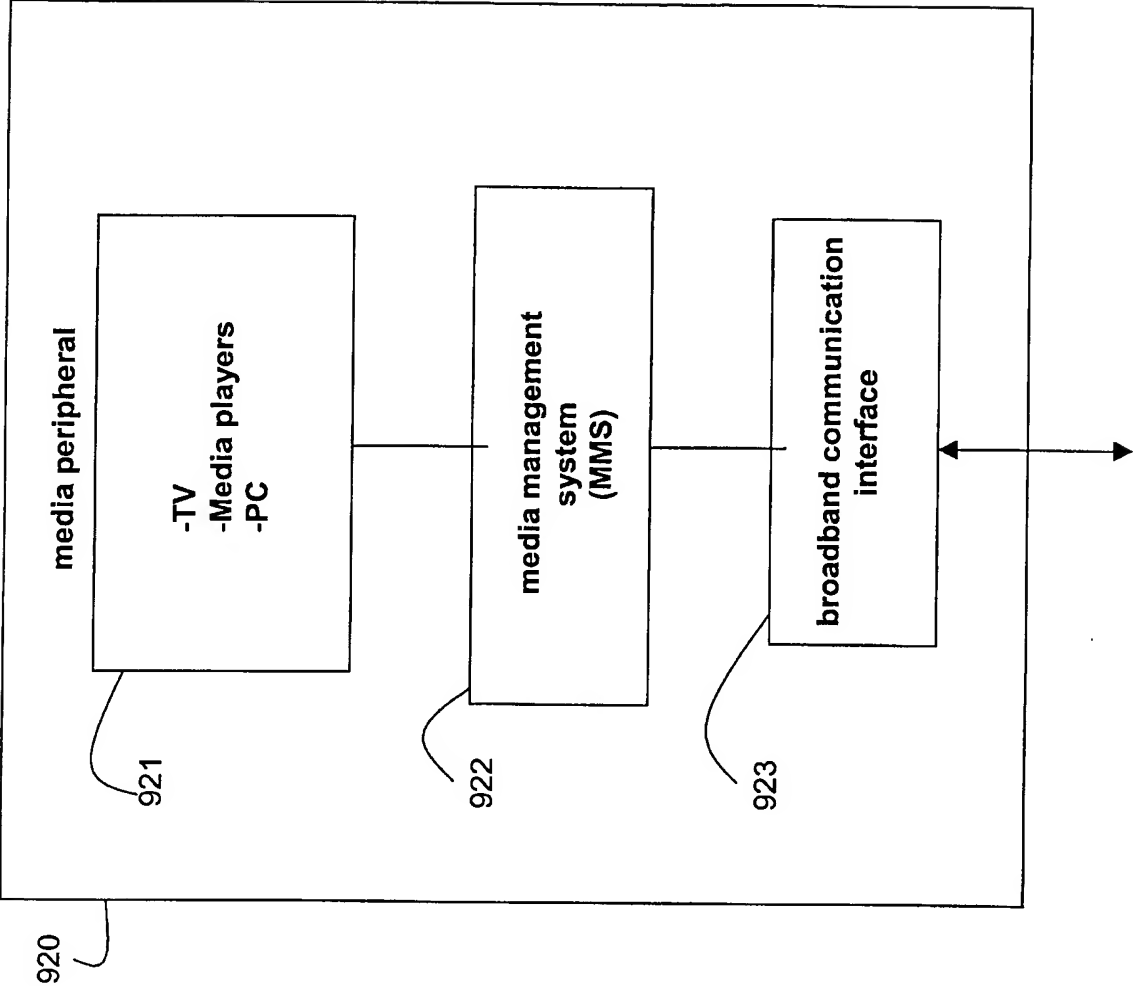 media peripheral
-TV
-Media players
-PC
921
media management
system
(MMS)
922
broadband communication
interface
923
920